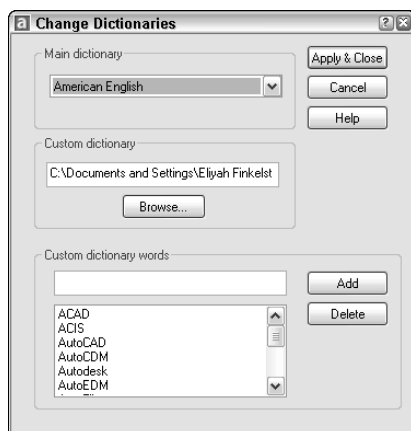 a Change Dictionaries ? X
Main dictionary
American English
Apply & Close
Cancel
Help
Custom dictionary
C:\Documents and Settings\Eliyah Finkelst
Browse...
Custom dictionary words
Add
Delete
ACAD
ACIS
AutoCAD
AutoCDM
Autodesk
AutoEDM